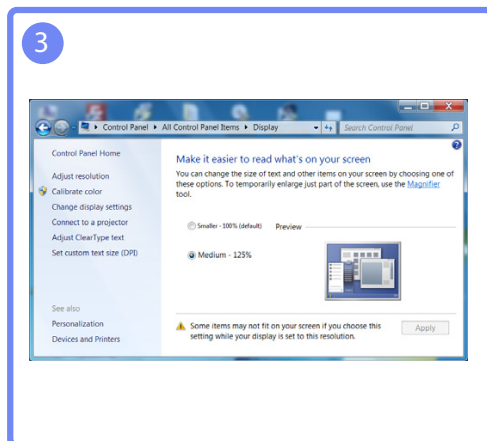 3
Control Panel ▸ All Control Panel Items ▸ Display
Search Control Panel
Control Panel Home
Adjust resolution
Calibrate color
Change display settings
Connect to a projector
Adjust ClearType text
Set custom text size (DPI)
See also
Personalization
Devices and Printers
Make it easier to read what's on your screen
You can change the size of text and other items on your screen by choosing one of
these options. To temporarily enlarge just part of the screen, use the Magnifier
tool.
Smaller - 100% (default)
Preview
Medium - 125%
Some items may not fit on your screen if you choose this
setting while your display is set to this resolution.
Apply